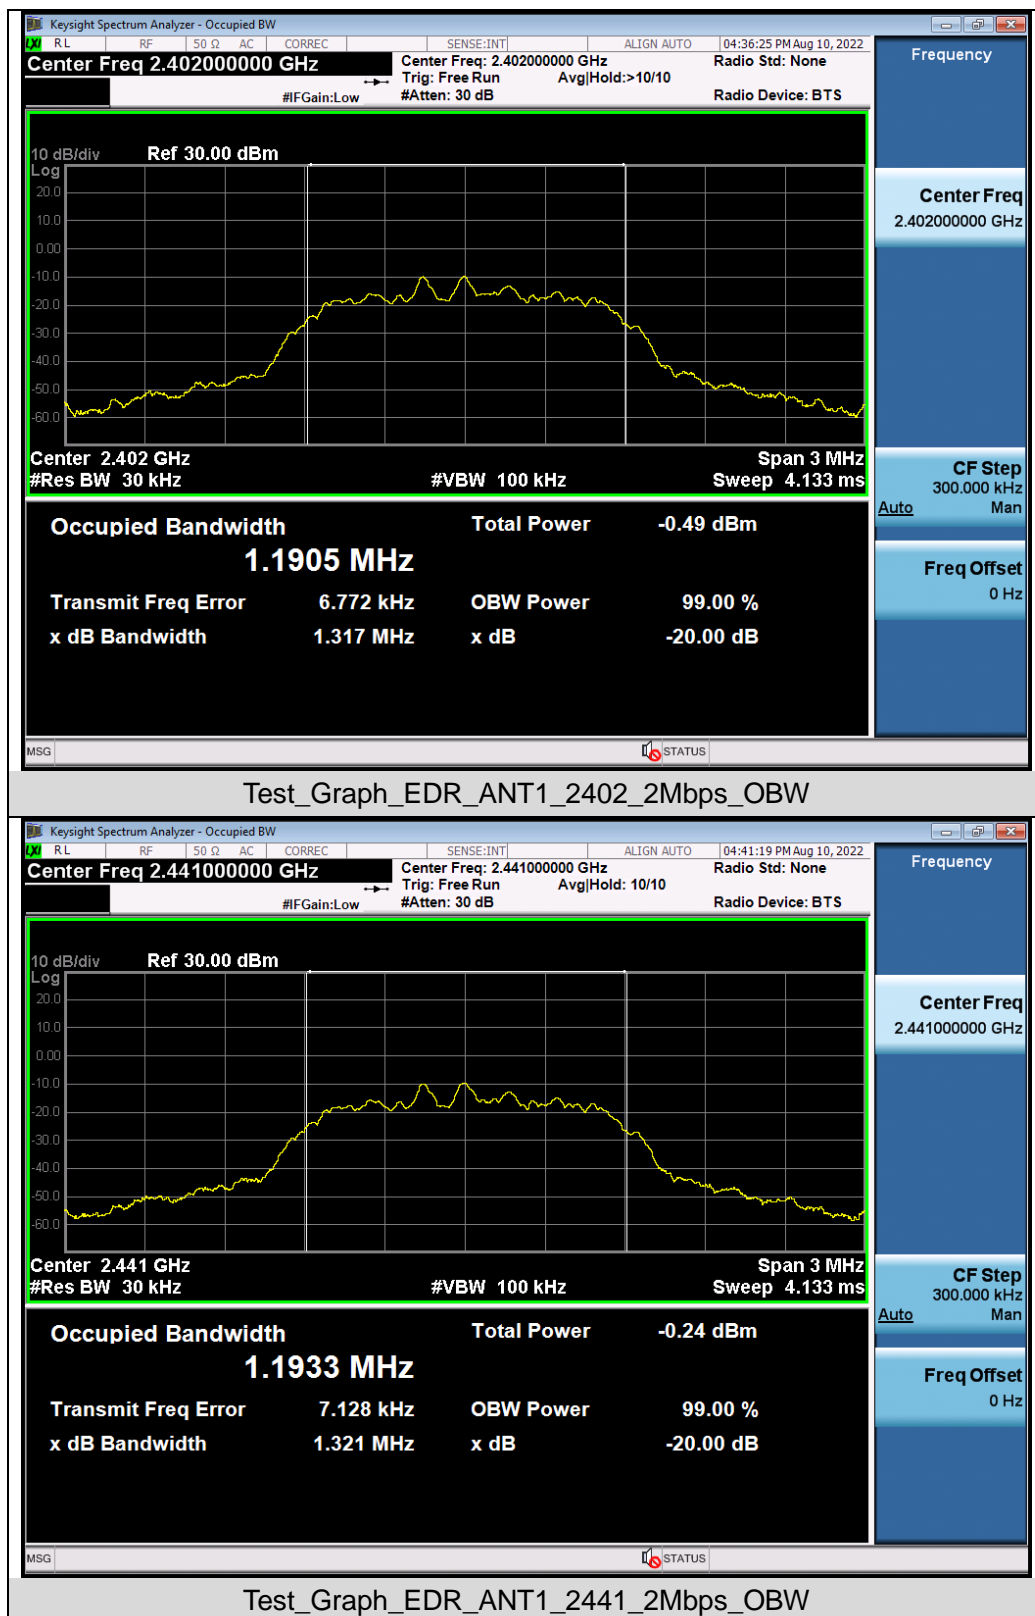 Keysight Spectrum Analyzer - Occupied BW
LXI RL RF 50 Ω AC CORREC SENSE:INT ALIGN AUTO 04:36:25 PM Aug 10, 2022
Center Freq 2.402000000 GHz
Center Freq: 2.402000000 GHz
Radio Std: None
Trig: Free Run
Avg|Hold:>10/10
#IFGain:Low
#Atten: 30 dB
Radio Device: BTS
Frequency
10 dB/div
Ref 30.00 dBm
Log
20.0
10.0
0.00
-10.0
-20.0
-30.0
-40.0
-50.0
-60.0
Center 2.402 GHz
Span 3 MHz
#Res BW 30 kHz
#VBW 100 kHz
Sweep 4.133 ms
Center Freq
2.402000000 GHz
CF Step
300.000 kHz
Auto Man
Freq Offset
0 Hz
Occupied Bandwidth
1.1905 MHz
Total Power -0.49 dBm
Transmit Freq Error 6.772 kHz
OBW Power 99.00 %
x dB Bandwidth 1.317 MHz
x dB -20.00 dB
MSG
STATUS
Test_Graph_EDR_ANT1_2402_2Mbps_OBW
Keysight Spectrum Analyzer - Occupied BW
LXI RL RF 50 Ω AC CORREC SENSE:INT ALIGN AUTO 04:41:19 PM Aug 10, 2022
Center Freq 2.441000000 GHz
Center Freq: 2.441000000 GHz
Radio Std: None
Trig: Free Run
Avg|Hold: 10/10
#IFGain:Low
#Atten: 30 dB
Radio Device: BTS
Frequency
10 dB/div
Ref 30.00 dBm
Log
20.0
10.0
0.00
-10.0
-20.0
-30.0
-40.0
-50.0
-60.0
Center 2.441 GHz
Span 3 MHz
#Res BW 30 kHz
#VBW 100 kHz
Sweep 4.133 ms
Center Freq
2.441000000 GHz
CF Step
300.000 kHz
Auto Man
Freq Offset
0 Hz
Occupied Bandwidth
1.1933 MHz
Total Power -0.24 dBm
Transmit Freq Error 7.128 kHz
OBW Power 99.00 %
x dB Bandwidth 1.321 MHz
x dB -20.00 dB
MSG
STATUS
Test_Graph_EDR_ANT1_2441_2Mbps_OBW